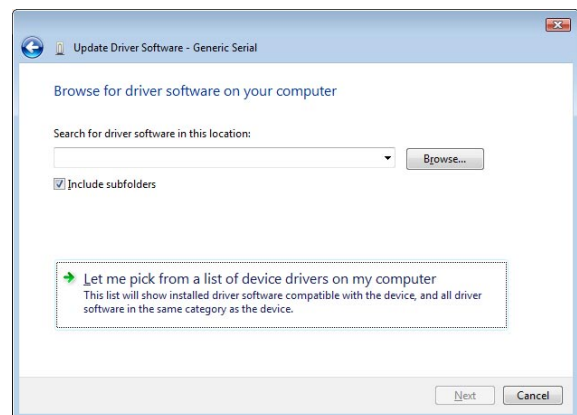 Update Driver Software - Generic Serial
Browse for driver software on your computer
Search for driver software in this location:
Browse...
Include subfolders
Let me pick from a list of device drivers on my computer
This list will show installed driver software compatible with the device, and all driver
software in the same category as the device.
Next Cancel